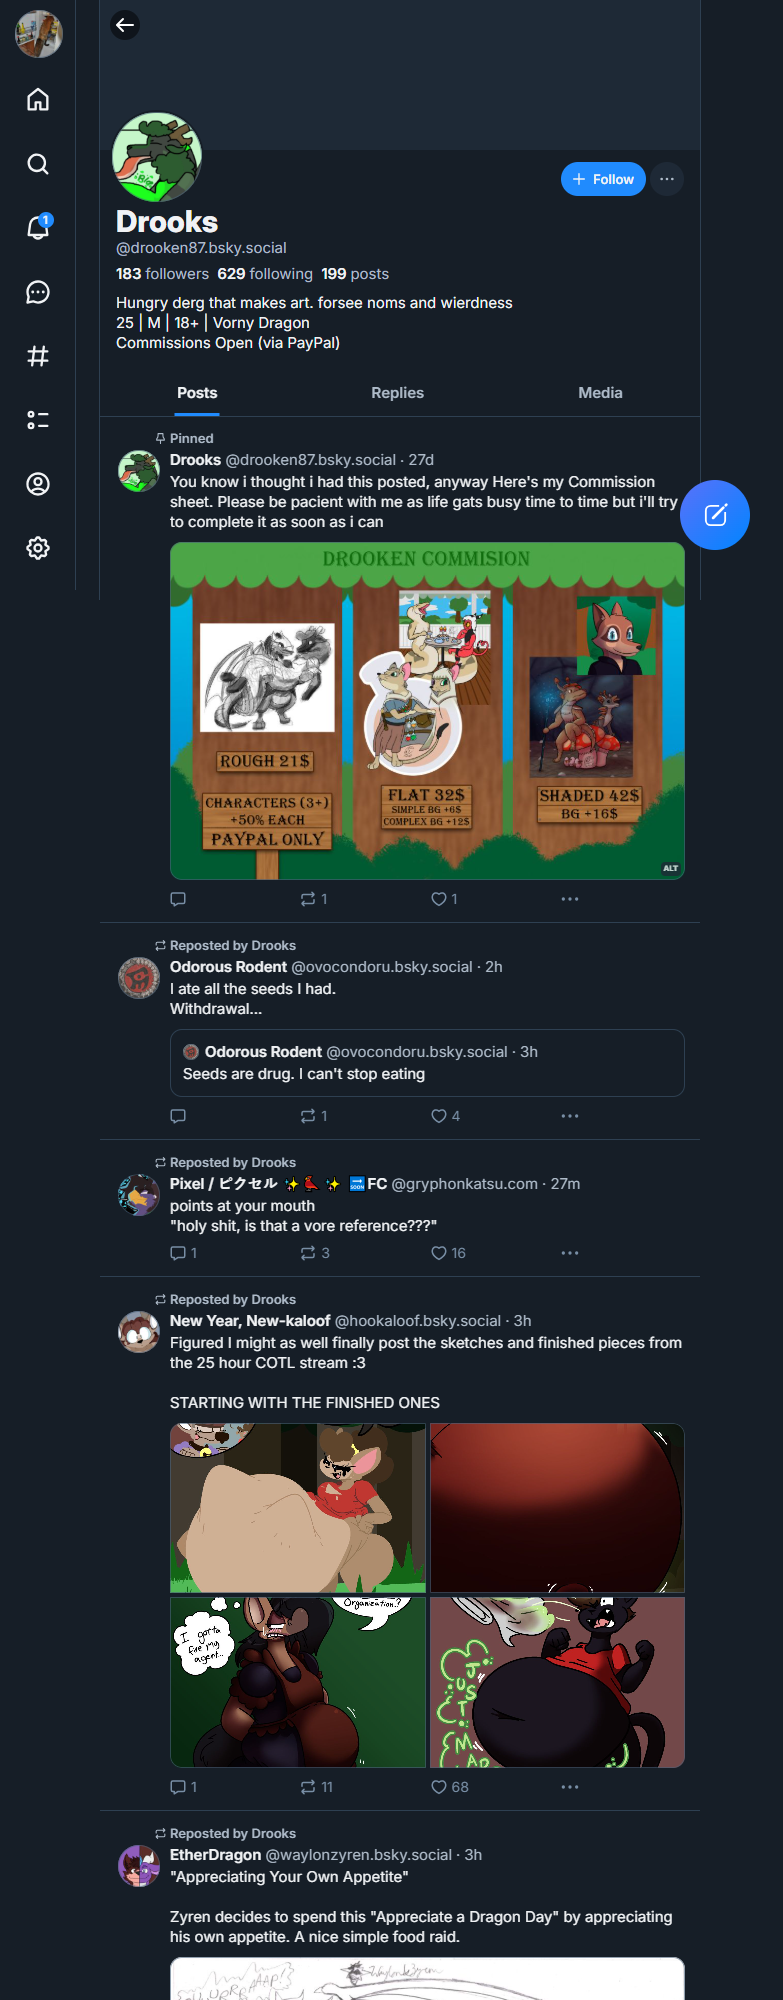 1
Follow
Drooks
@drooken87.bsky.social
183 followers 629 following 199 posts
Hungry derg that makes art. forsee noms and wierdness
25 | M | 18+ | Vorny Dragon
Commissions Open (via PayPal)
Posts Replies Media
Pinned
Drooks @drooken87.bsky.social · 27d
You know i thought i had this posted, anyway Here's my Commission
sheet. Please be pacient with me as life gats busy time to time but i'll try
to complete it as soon as i can
DROOKEN COMMISION
ROUGH 21$
CHARACTERS (3+)
+50% EACH
PAYPAL ONLY
FLAT 32$
SIMPLE BG +6$
COMPLEX BG +12$
SHADED 42$
BG +16$
ALT
1 1
Reposted by Drooks
Odorous Rodent @ovocondoru.bsky.social · 2h
I ate all the seeds I had.
Withdrawal...
Odorous Rodent @ovocondoru.bsky.social · 3h
Seeds are drug. I can't stop eating
1 4
Reposted by Drooks
Pixel / ピクセル ✨🐦‍🔥✨ 🔜FC @gryphonkatsu.com · 27m
points at your mouth
"holy shit, is that a vore reference???"
1 3 16
Reposted by Drooks
New Year, New-kaloof @hookaloof.bsky.social · 3h
Figured I might as well finally post the sketches and finished pieces from
the 25 hour COTL stream :3
STARTING WITH THE FINISHED ONES
I gotta
fire my
agent...
Organization.?
JUST
MAD
1 11 68
Reposted by Drooks
EtherDragon @waylonzyren.bsky.social · 3h
"Appreciating Your Own Appetite"
Zyren decides to spend this "Appreciate a Dragon Day" by appreciating
his own appetite. A nice simple food raid.